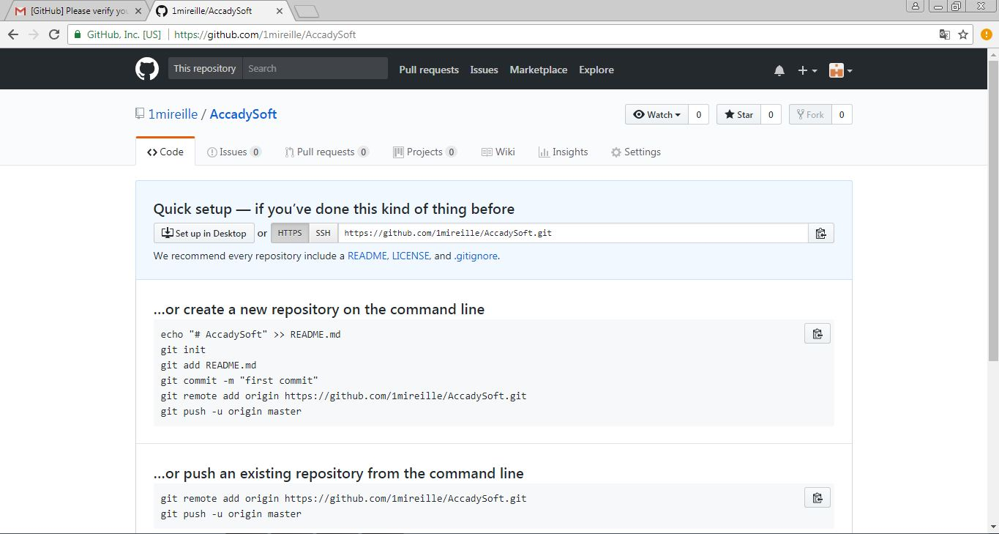 [GitHub] Please verify you
1mireille/AccadySoft
GitHub, Inc. [US] https://github.com/1mireille/AccadySoft
This repository Search Pull requests Issues Marketplace Explore
1mireille / AccadySoft Watch 0 Star 0 Fork 0
Code Issues 0 Pull requests 0 Projects 0 Wiki Insights Settings
Quick setup — if you’ve done this kind of thing before
Set up in Desktop or HTTPS SSH https://github.com/1mireille/AccadySoft.git
We recommend every repository include a README, LICENSE, and .gitignore.
…or create a new repository on the command line
echo "# AccadySoft" >> README.md
git init
git add README.md
git commit -m "first commit"
git remote add origin https://github.com/1mireille/AccadySoft.git
git push -u origin master
…or push an existing repository from the command line
git remote add origin https://github.com/1mireille/AccadySoft.git
git push -u origin master